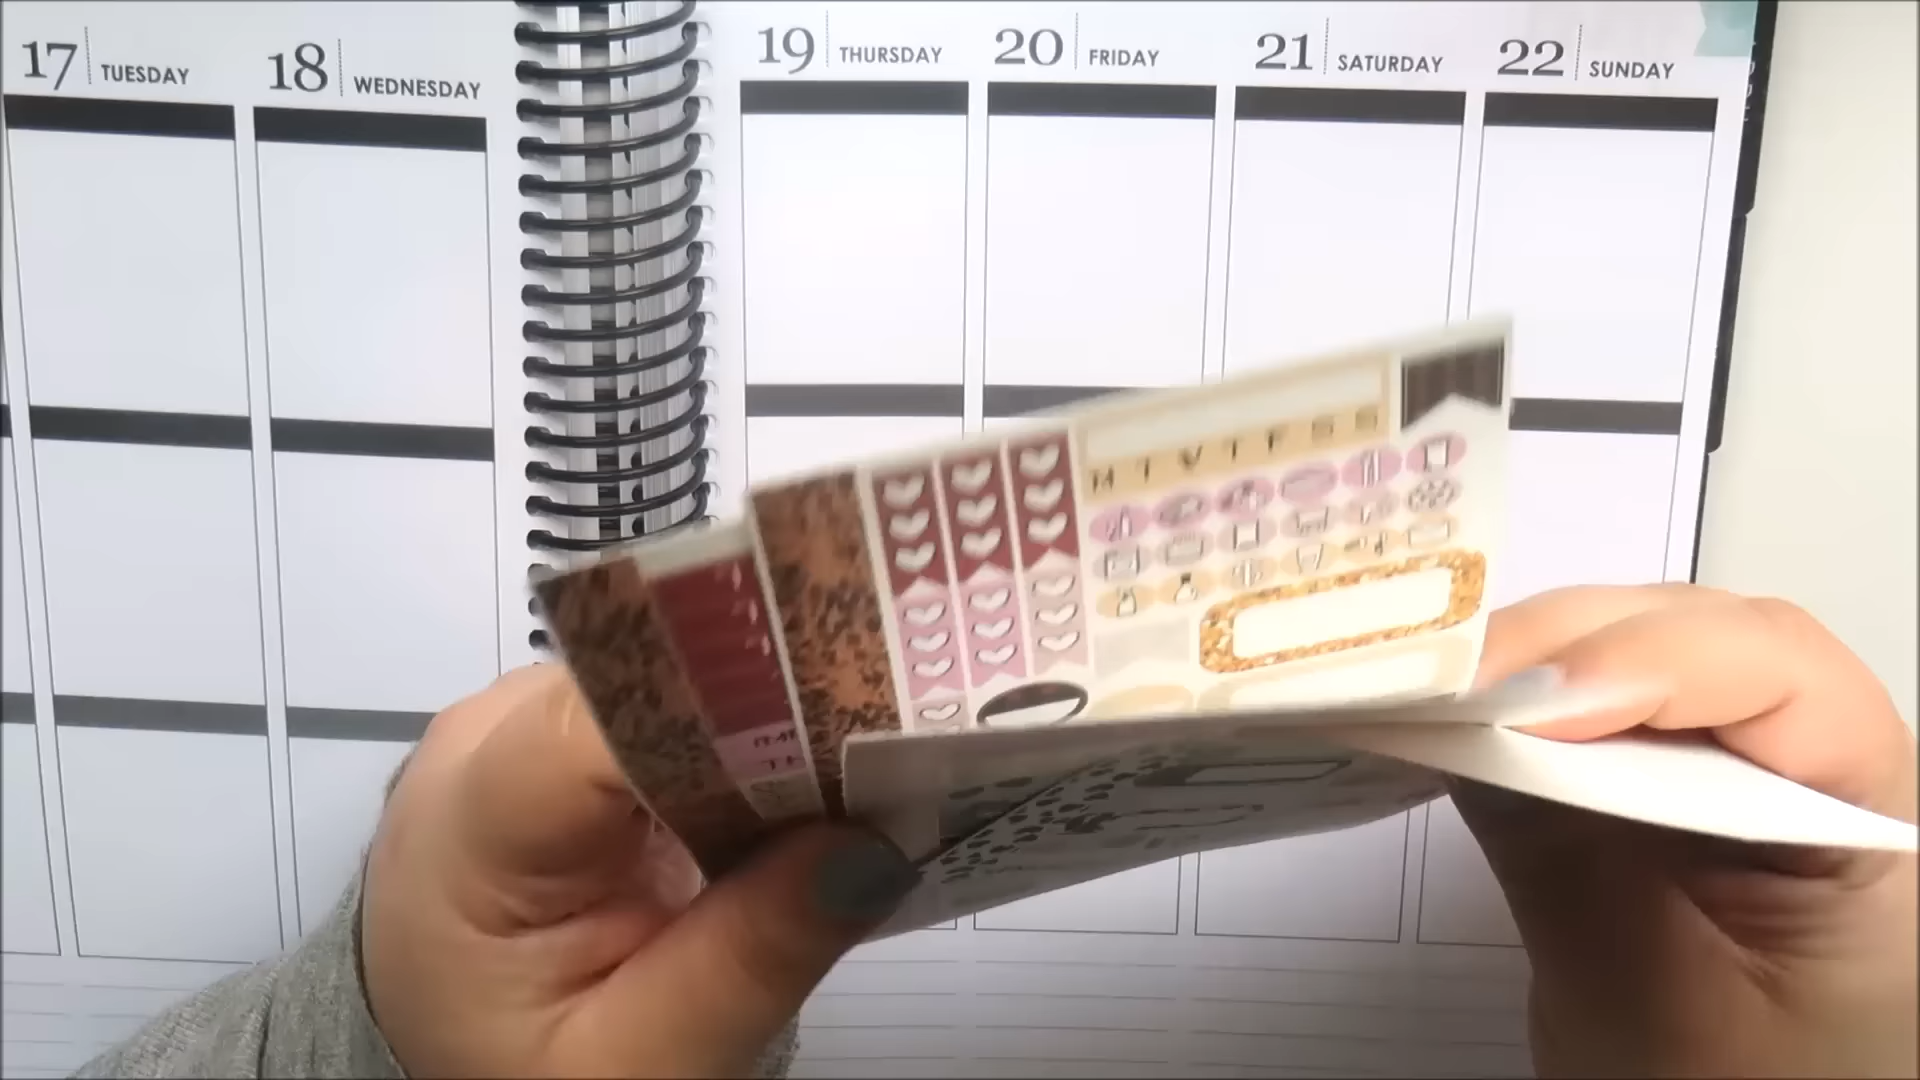 17 TUESDAY
18 WEDNESDAY
19 THURSDAY
20 FRIDAY
21 SATURDAY
22 SUNDAY
M T W T F S S